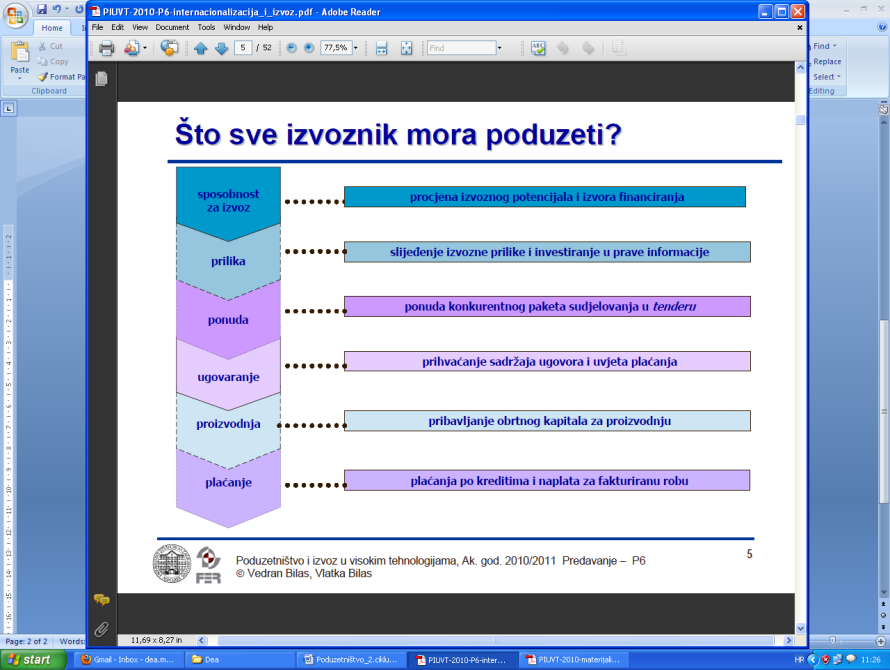 PIUVT-2010-P6-internacionalizacija_i_izvoz.pdf - Adobe Reader
File Edit View Document Tools Window Help
Home
5 / 52
77,5%
Find
Cut
Copy
Format Pa
Paste
Clipboard
Find
Replace
Select
Editing
Što sve izvoznik mora poduzeti?
sposobnost
za izvoz
procjena izvoznog potencijala i izvora financiranja
prilika
slijeđenje izvozne prilike i investiranje u prave informacije
ponuda
ponuda konkurentnog paketa sudjelovanja u tenderu
ugovaranje
prihvaćanje sadržaja ugovora i uvjeta plaćanja
proizvodnja
pribavljanje obrtnog kapitala za proizvodnju
plaćanje
plaćanja po kreditima i naplata za fakturiranu robu
FER
Poduzetništvo i izvoz u visokim tehnologijama, Ak. god. 2010/2011 Predavanje – P6
© Vedran Bilas, Vlatka Bilas
5
11,69 x 8,27 in
Page: 2 of 2 Words:
start
Gmail - Inbox - dea.m...
Dea
Poduzetništvo_2.ciklu...
PIUVT-2010-P6-inter...
PIUVT-2010-materijali...
HR
11:26